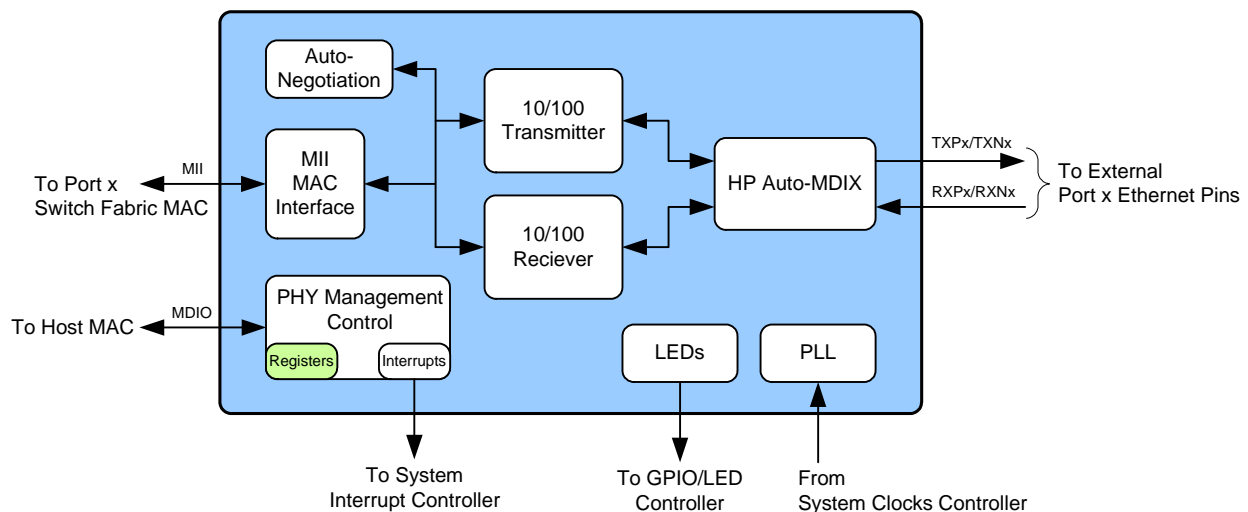 Auto-
Negotiation
10/100
Transmitter
MII
MAC
Interface
MII
To Port x
Switch Fabric MAC
HP Auto-MDIX
TXPx/TXNx
RXPx/RXNx
To External
Port x Ethernet Pins
10/100
Reciever
PHY Management
Control
Registers
Interrupts
MDIO
To Host MAC
LEDs
PLL
To System
Interrupt Controller
To GPIO/LED
Controller
From
System Clocks Controller